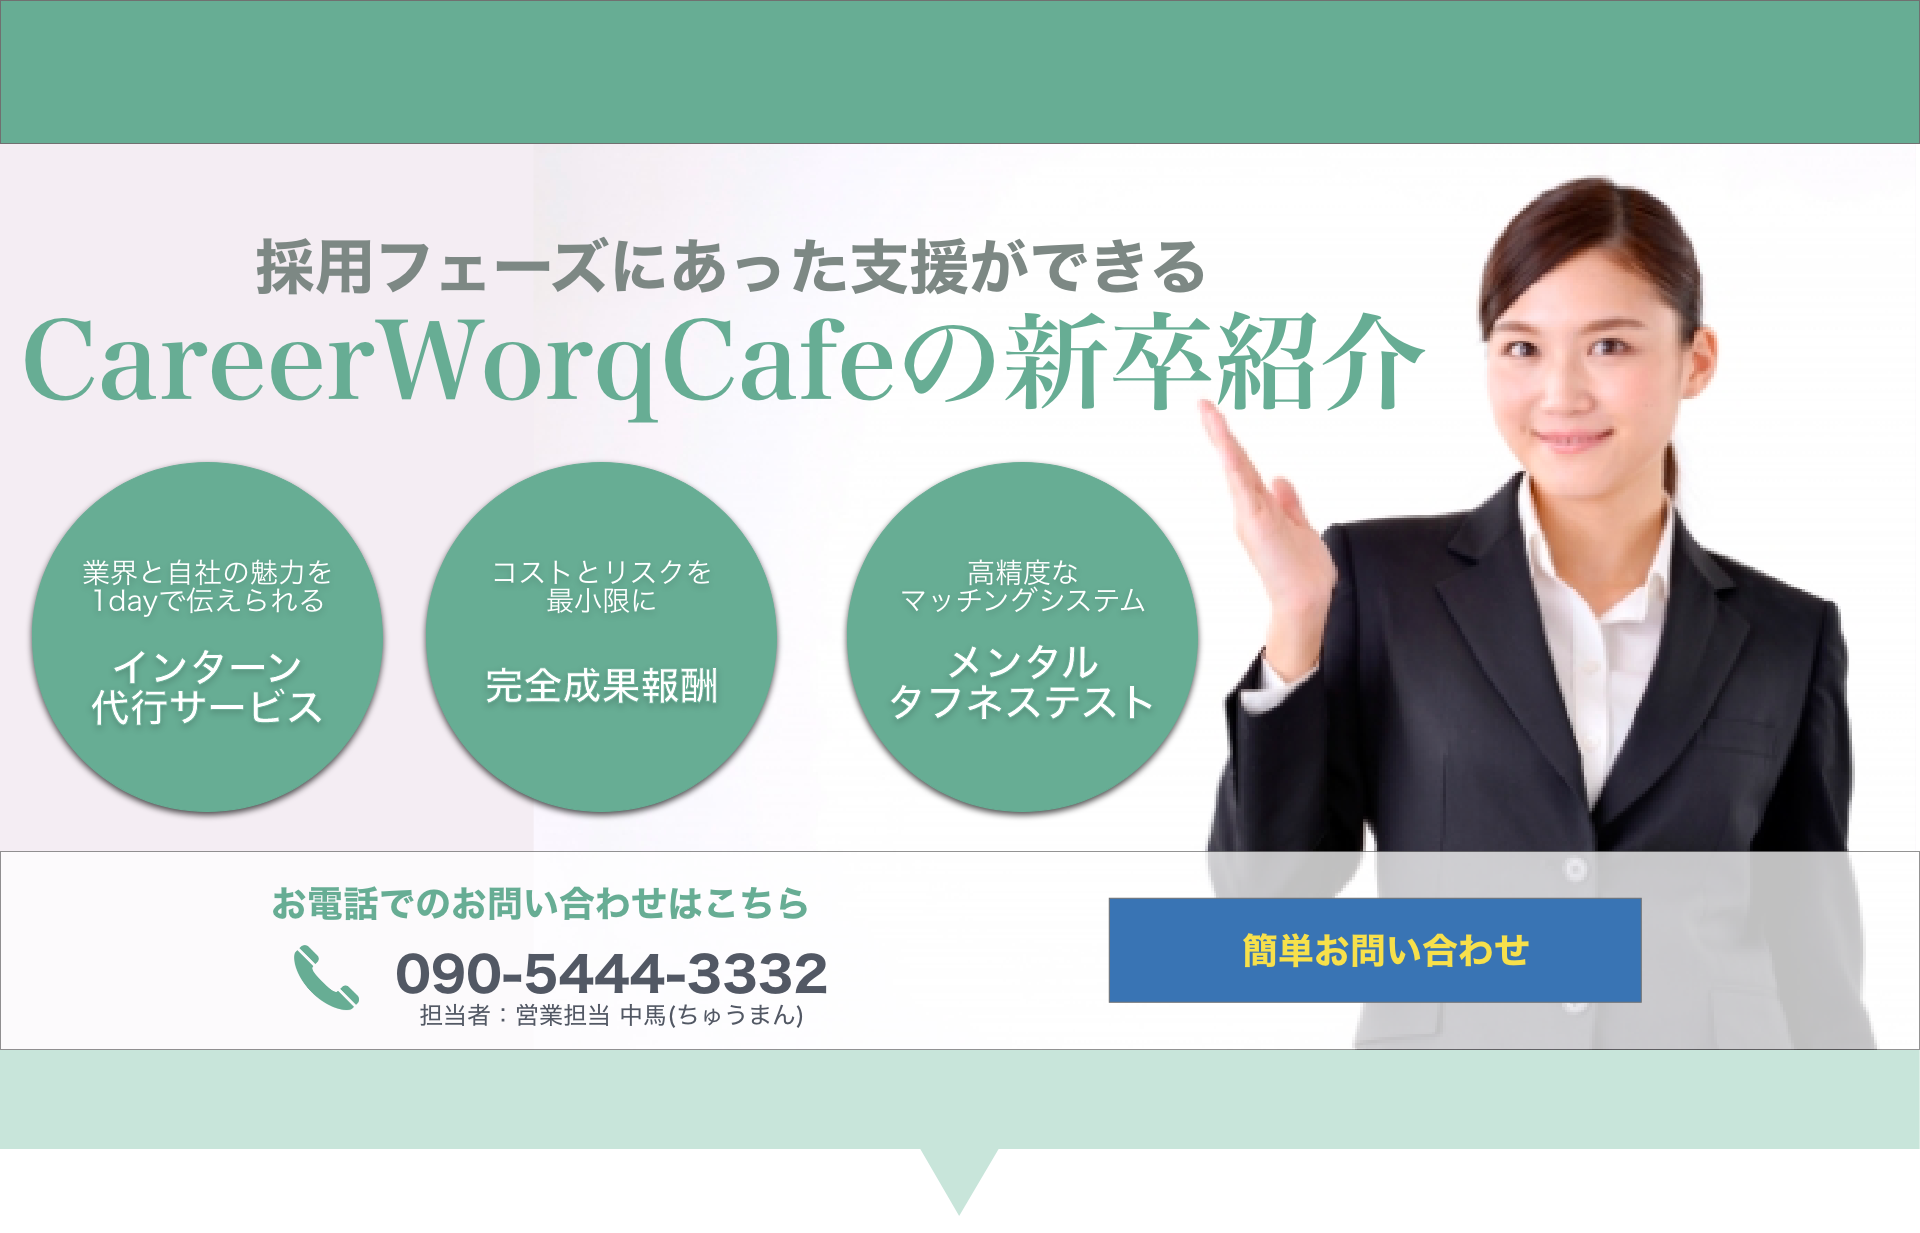 採用フェーズにあった支援ができる
CareerWorqCafeの新卒紹介
業界と自社の魅力を
1dayで伝えられる
インターン
代行サービス
コストとリスクを
最小限に
完全成果報酬
高精度な
マッチングシステム
メンタル
タフネステスト
お電話でのお問い合わせはこちら
090-5444-3332
担当者：営業担当 中馬(ちゅうまん)
簡単お問い合わせ